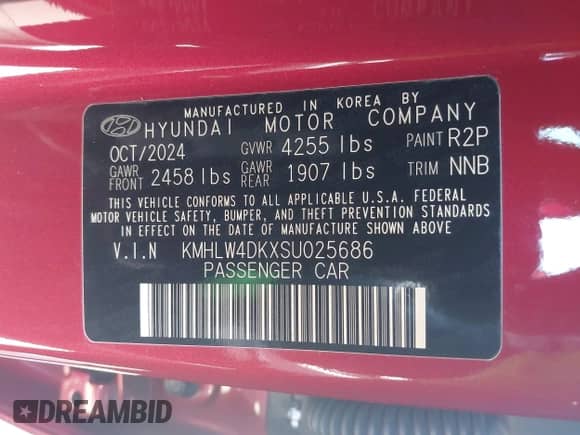 MANUFACTURED IN KOREA BY
HYUNDAI MOTOR COMPANY
OCT/2024 GVWR 4255 lbs PAINT R2P
GAWR FRONT 2458 lbs GAWR REAR 1907 lbs TRIM NNB
THIS VEHICLE CONFORMS TO ALL APPLICABLE U.S.A. FEDERAL
MOTOR VEHICLE SAFETY, BUMPER, AND THEFT PREVENTION STANDARDS
IN EFFECT ON THE DATE OF MANUFACTURE SHOWN ABOVE.
V.I.N KMHLW4DKXSU025686
PASSENGER CAR
DREAMBID